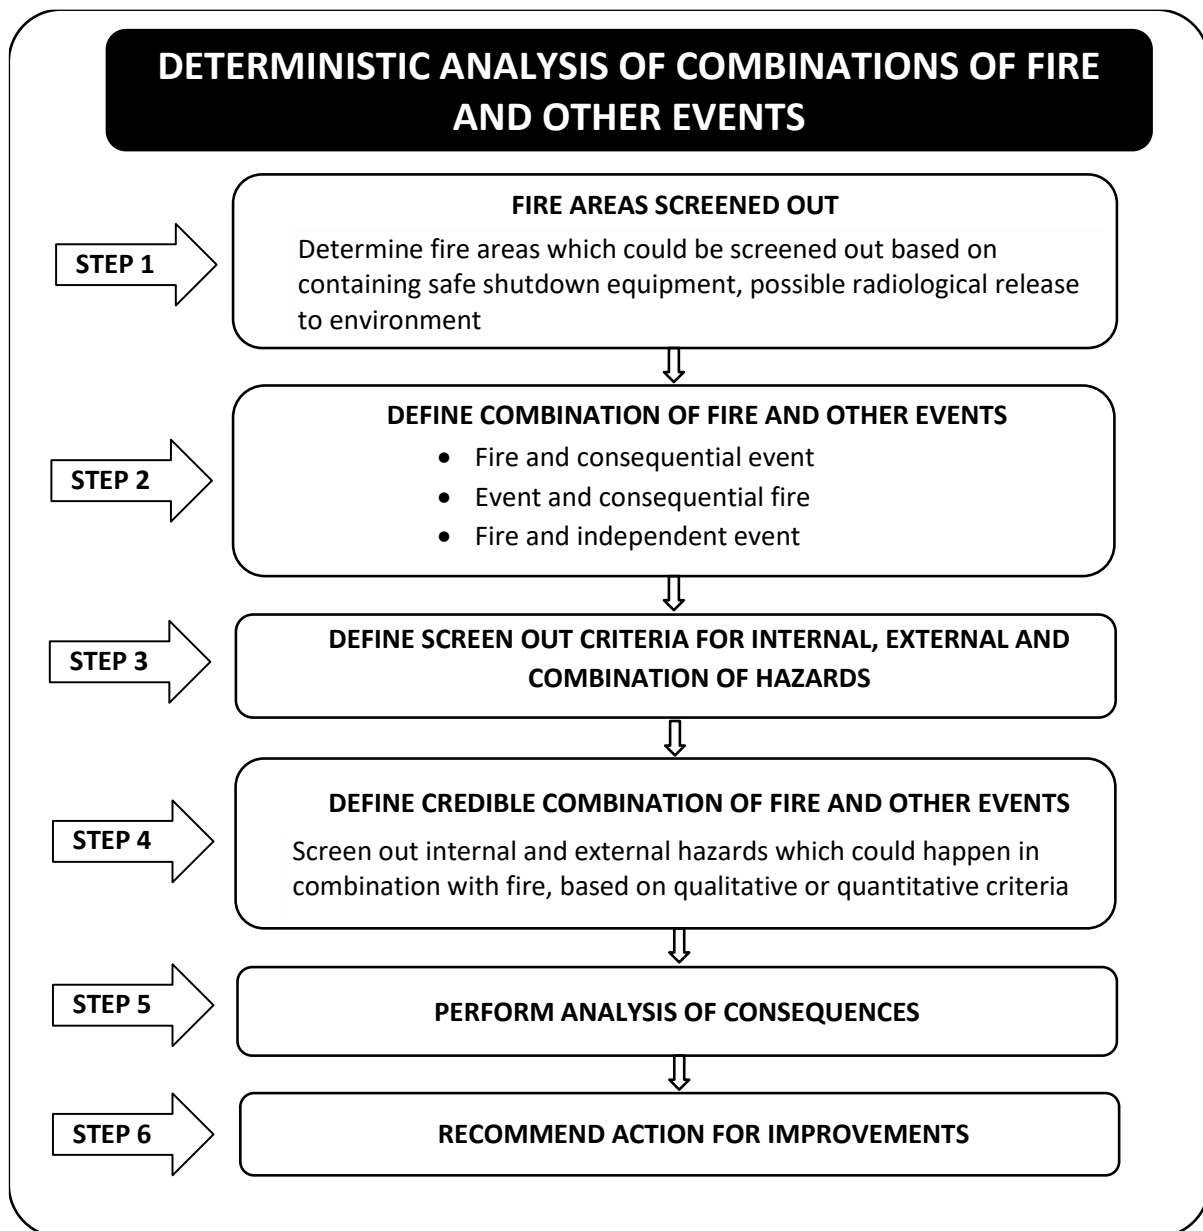 DETERMINISTIC ANALYSIS OF COMBINATIONS OF FIRE
AND OTHER EVENTS
STEP 1
FIRE AREAS SCREENED OUT
Determine fire areas which could be screened out based on
containing safe shutdown equipment, possible radiological release
to environment
STEP 2
DEFINE COMBINATION OF FIRE AND OTHER EVENTS
• Fire and consequential event
• Event and consequential fire
• Fire and independent event
STEP 3
DEFINE SCREEN OUT CRITERIA FOR INTERNAL, EXTERNAL AND
COMBINATION OF HAZARDS
STEP 4
DEFINE CREDIBLE COMBINATION OF FIRE AND OTHER EVENTS
Screen out internal and external hazards which could happen in
combination with fire, based on qualitative or quantitative criteria
STEP 5
PERFORM ANALYSIS OF CONSEQUENCES
STEP 6
RECOMMEND ACTION FOR IMPROVEMENTS